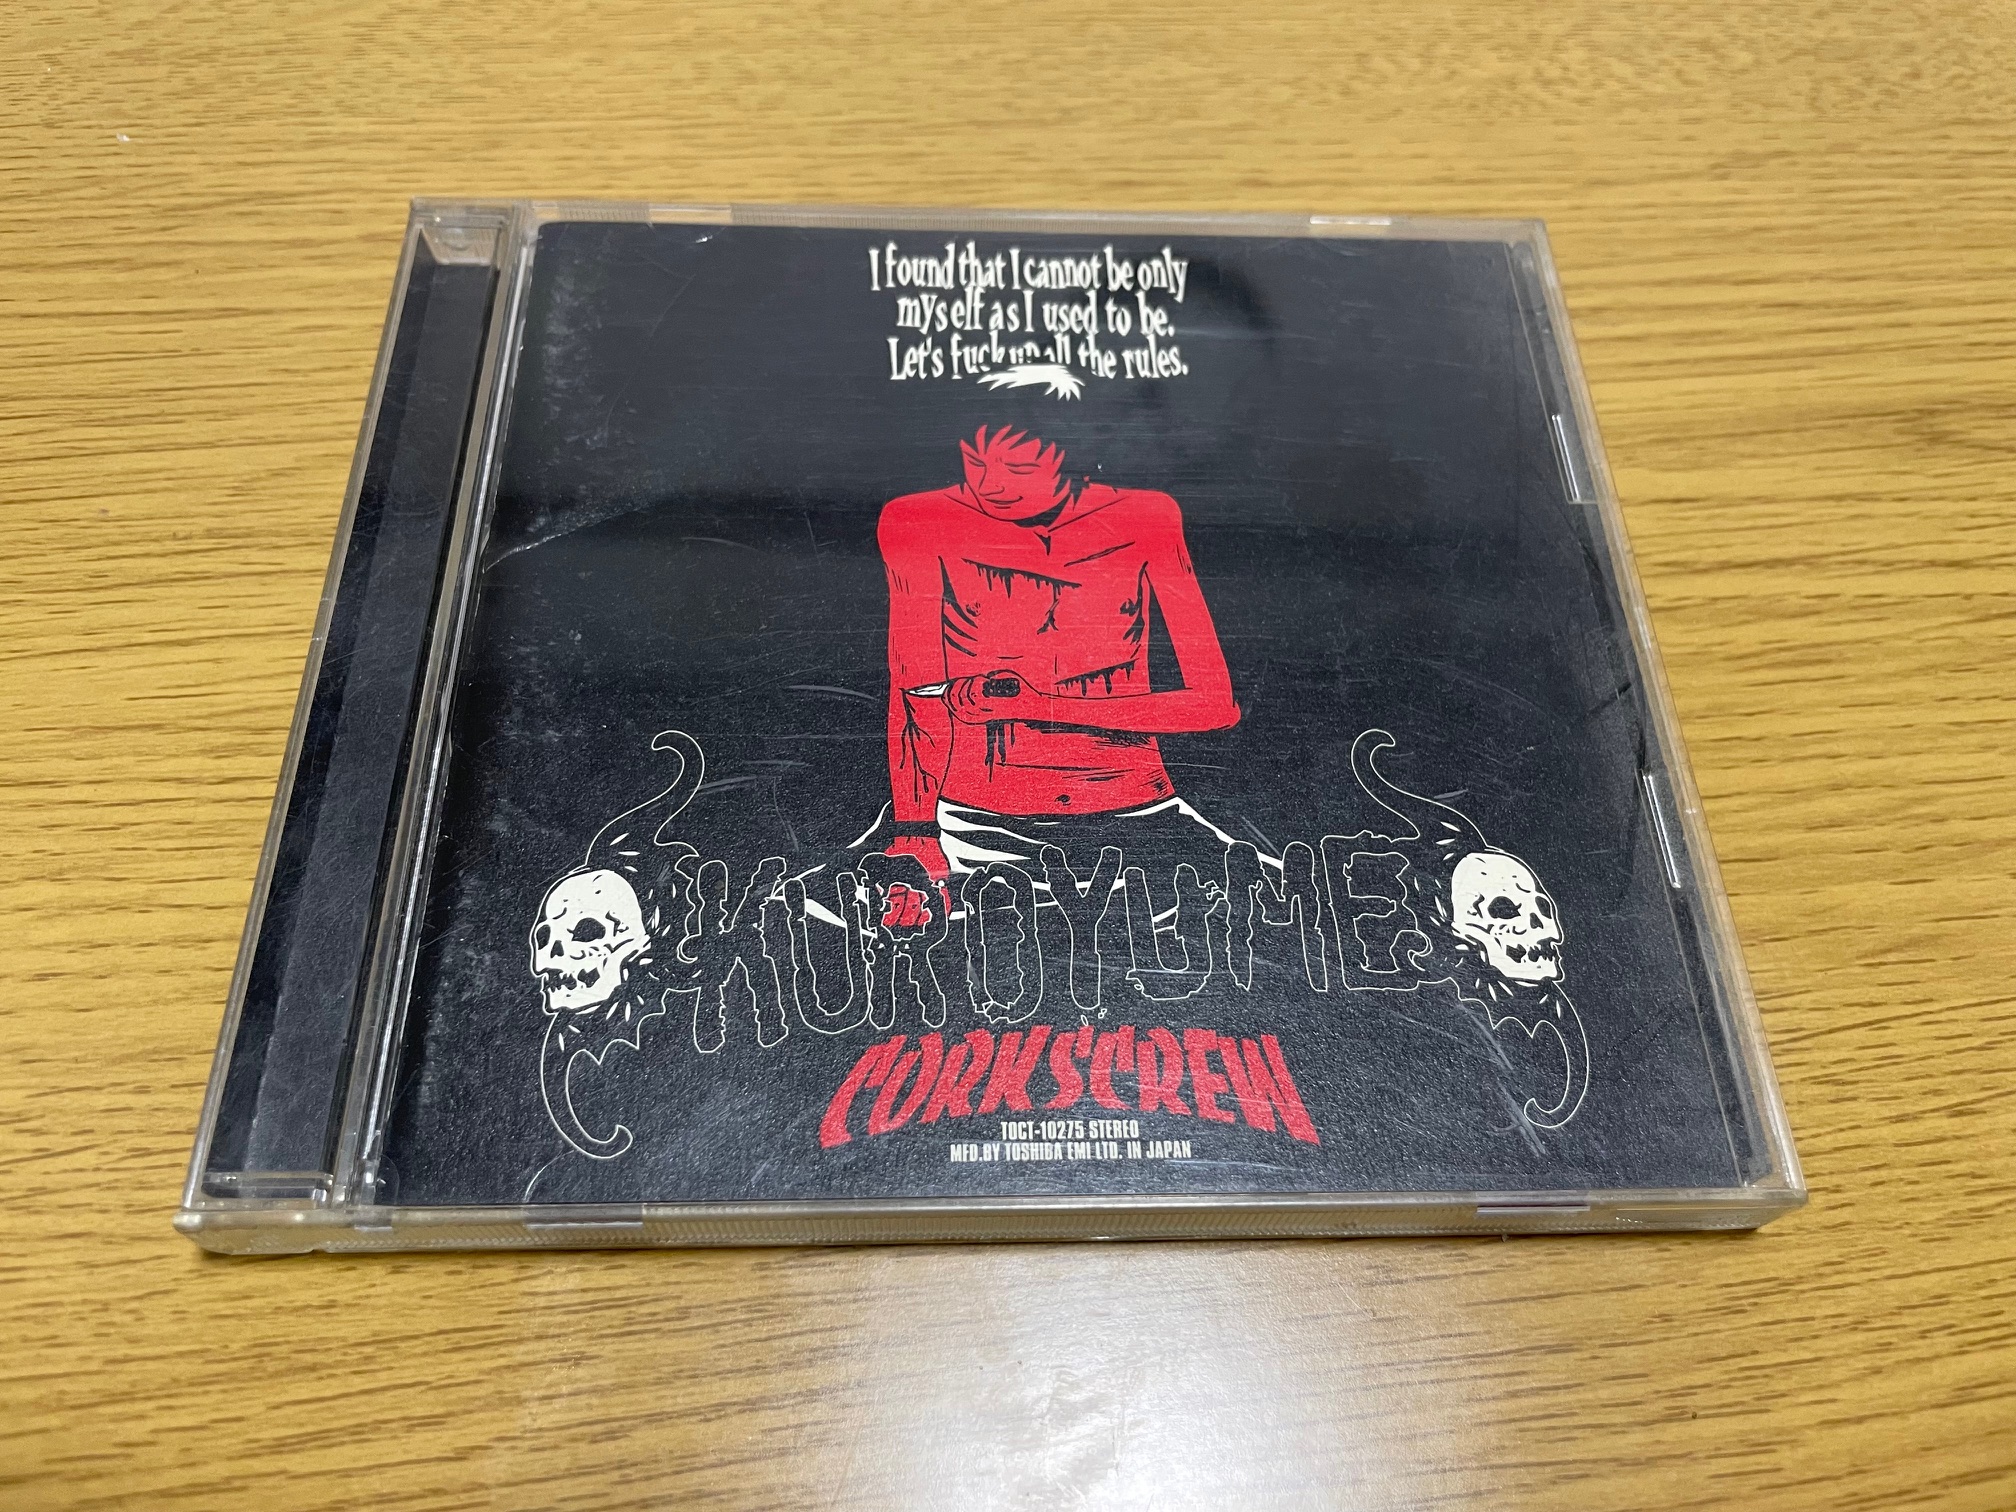 I found that I cannot be only
myself as I used to be.
Let's fuck up all the rules.
KUROYUME
CORKSCREW
TOCT-10275 STEREO
MFD.BY TOSHIBA EMI LTD. IN JAPAN